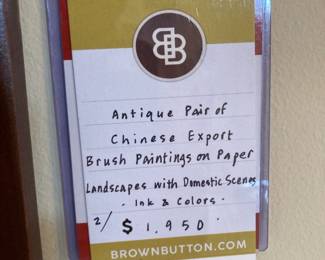 BB
Antique Pair of
Chinese Export
Brush Paintings on Paper
Landscapes with Domestic Scenes
- Ink & Colors -
2/ $1,950.
BROWNBUTTON.COM